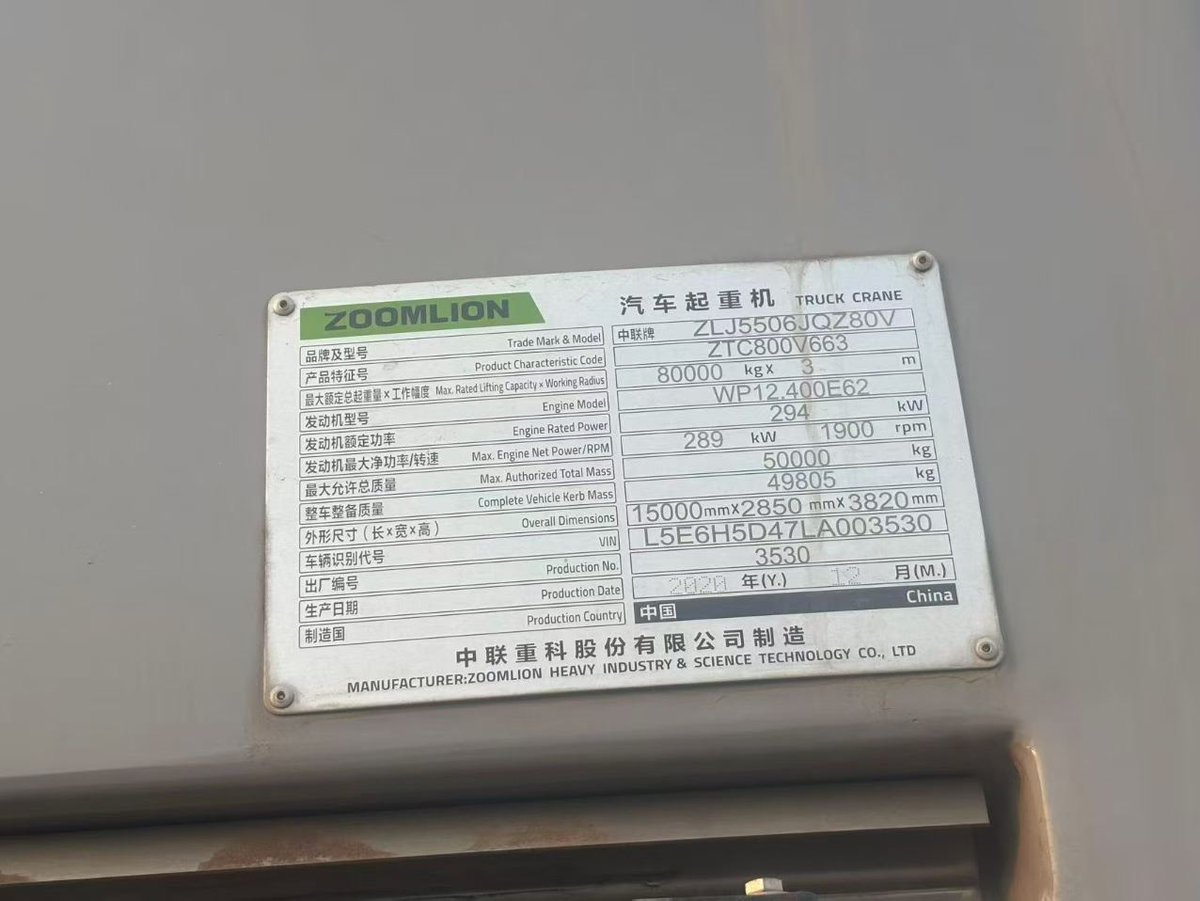 ZOOMLION 汽车起重机 TRUCK CRANE
品牌及型号 Trade Mark & Model 中联牌 ZLJ5506JQZ80V
产品特征号 Product Characteristic Code ZTC800V663
最大额定总起重量×工作幅度 Max. Rated Lifting Capacity × Working Radius 80000 kg× 3 m
发动机型号 Engine Model WP12.400E62
发动机额定功率 Engine Rated Power 294 kW
发动机最大净功率/转速 Max. Engine Net Power/RPM 289 kW 1900 rpm
最大允许总质量 Max. Authorized Total Mass 50000 kg
整车整备质量 Complete Vehicle Kerb Mass 49805 kg
外形尺寸(长×宽×高) Overall Dimensions 15000mm×2850 mm×3820mm
车辆识别代号 VIN L5E6H5D47LA003530
出厂编号 Production No. 3530
生产日期 Production Date 2020 年(Y.) 12 月(M.)
制造国 Production Country 中国 China
中联重科股份有限公司制造
MANUFACTURER:ZOOMLION HEAVY INDUSTRY & SCIENCE TECHNOLOGY CO., LTD